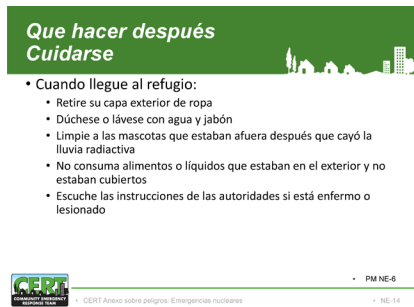 Que hacer después
Cuidarse
• Cuando llegue al refugio:
• Retire su capa exterior de ropa
• Dúchese o lávese con agua y jabón
• Limpie a las mascotas que estaban afuera después que cayó la
lluvia radiactiva
• No consuma alimentos o líquidos que estaban en el exterior y no
estaban cubiertos
• Escuche las instrucciones de las autoridades si está enfermo o
lesionado
• PM NE-6
CERT
COMMUNITY EMERGENCY
RESPONSE TEAM
• CERT Anexo sobre peligros: Emergencias nucleares
• NE-14